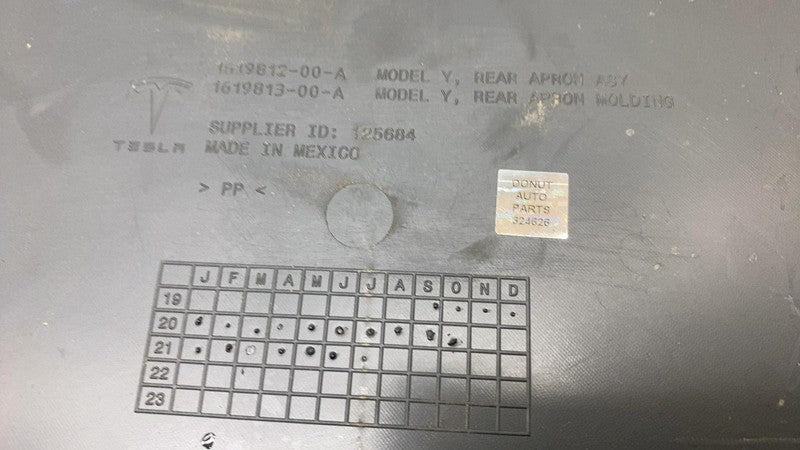 1619812-00-A MODEL Y, REAR APRON ASY
1619813-00-A MODEL Y, REAR APRON MOLDING
TESLA
SUPPLIER ID: 125684
MADE IN MEXICO
> PP <
DONUT
AUTO
PARTS
324626
J F M A M J J A S O N D
19
20
21
22
23